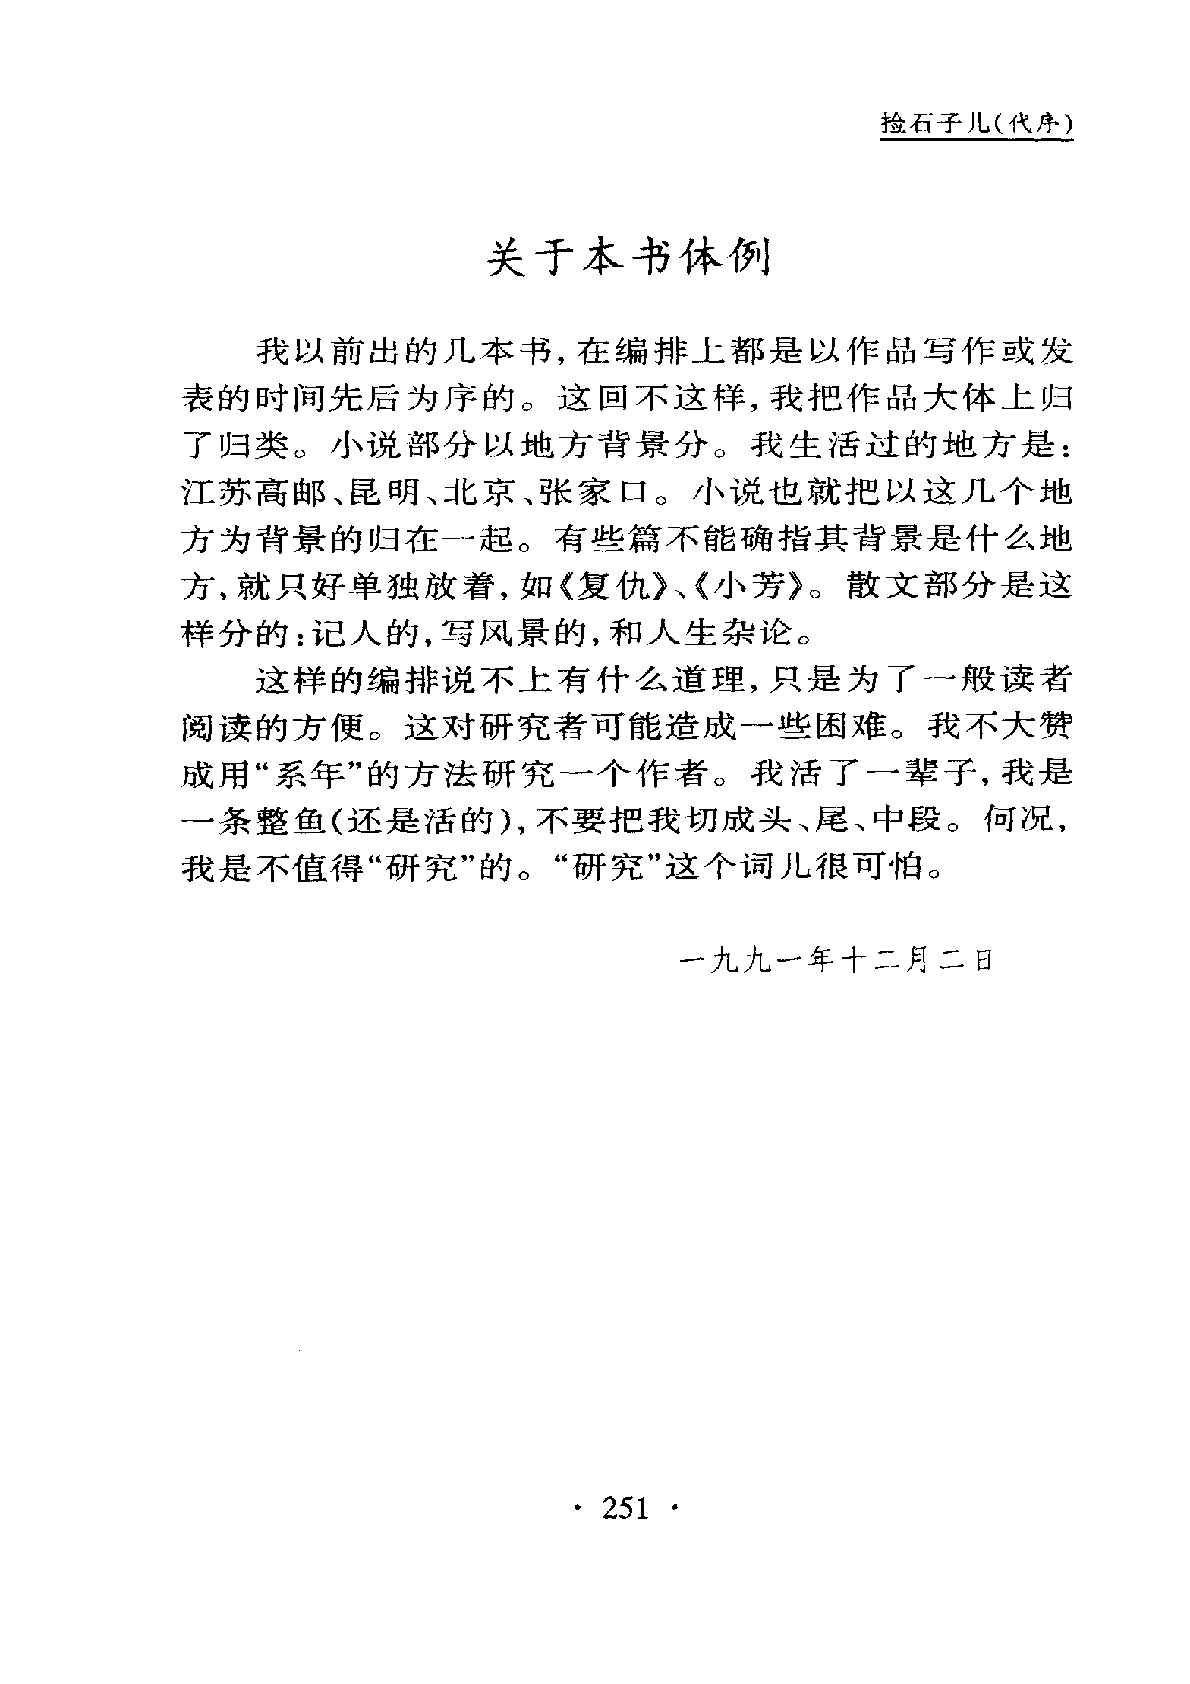 捡石子儿(代序)
关于本书体例
我以前出的几本书,在编排上都是以作品写作或发
表的时间先后为序的。这回不这样,我把作品大体上归
了归类。小说部分以地方背景分。我生活过的地方是:
江苏高邮、昆明、北京、张家口。小说也就把以这几个地
方为背景的归在一起。有些篇不能确指其背景是什么地
方,就只好单独放着,如《复仇》、《小芳》。散文部分是这
样分的:记人的,写风景的,和人生杂论。
这样的编排说不上有什么道理,只是为了一般读者
阅读的方便。这对研究者可能造成一些困难。我不大赞
成用“系年”的方法研究一个作者。我活了一辈子,我是
一条整鱼(还是活的),不要把我切成头、尾、中段。何况,
我是不值得“研究”的。“研究”这个词儿很可怕。
一九九一年十二月二日
· 251 ·